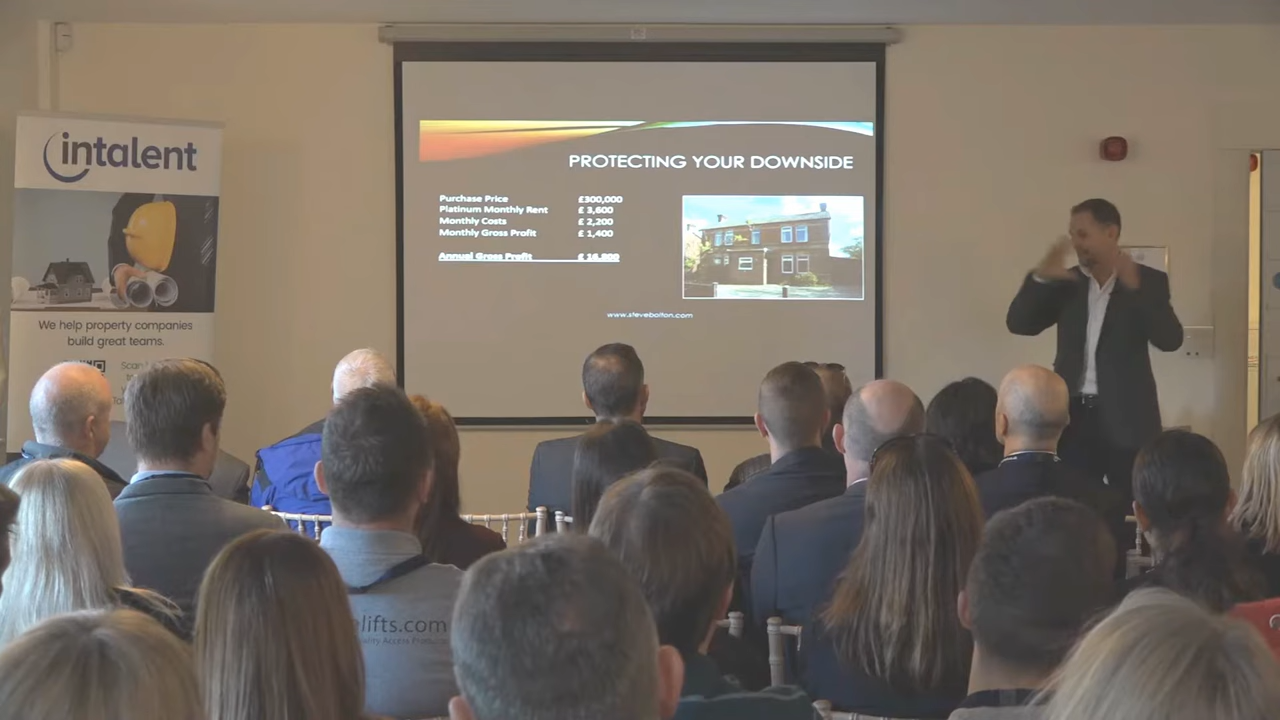 intalent
We help property companies
build great teams.
PROTECTING YOUR DOWNSIDE
Purchase Price £300,000
Platinum Monthly Rent £ 3,600
Monthly Costs £ 2,200
Monthly Gross Profit £ 1,400
Annual Gross Profit £ 16,800
www.stevebolton.com
lifts.com